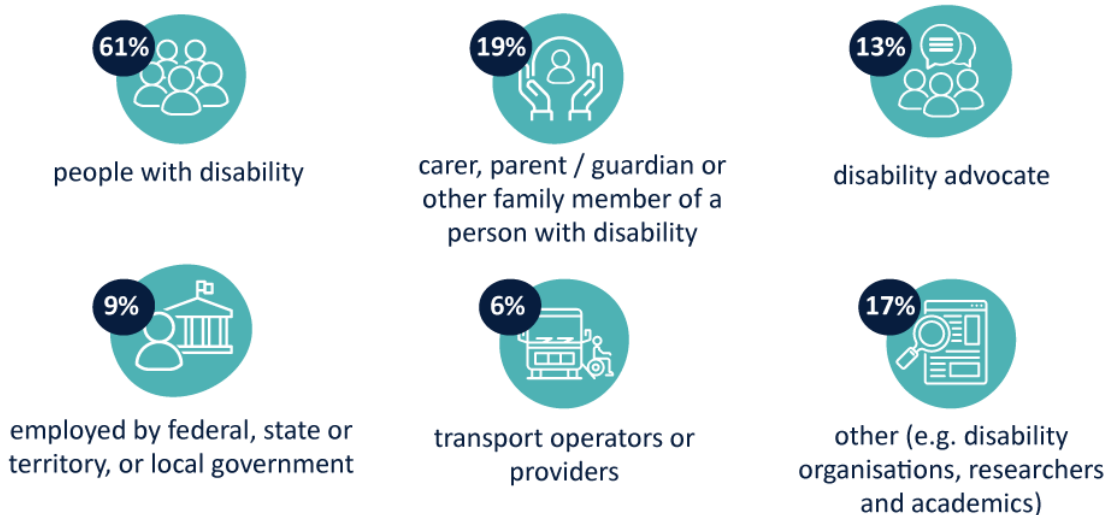 61%
people with disability
19%
carer, parent / guardian or
other family member of a
person with disability
13%
disability advocate
9%
employed by federal, state or
territory, or local government
6%
transport operators or
providers
17%
other (e.g. disability
organisations, researchers
and academics)